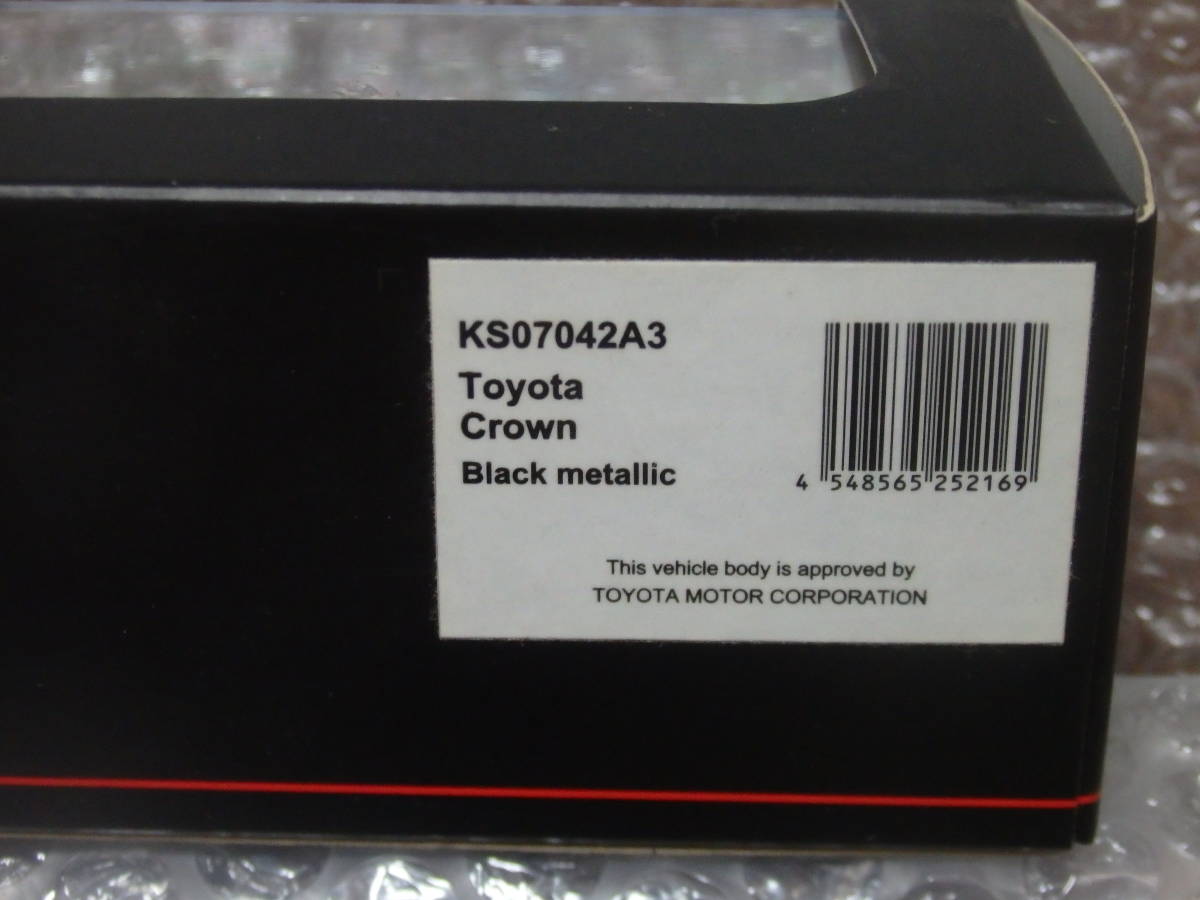 KS07042A3
Toyota
Crown
Black metallic
4 548565 252169
This vehicle body is approved by
TOYOTA MOTOR CORPORATION